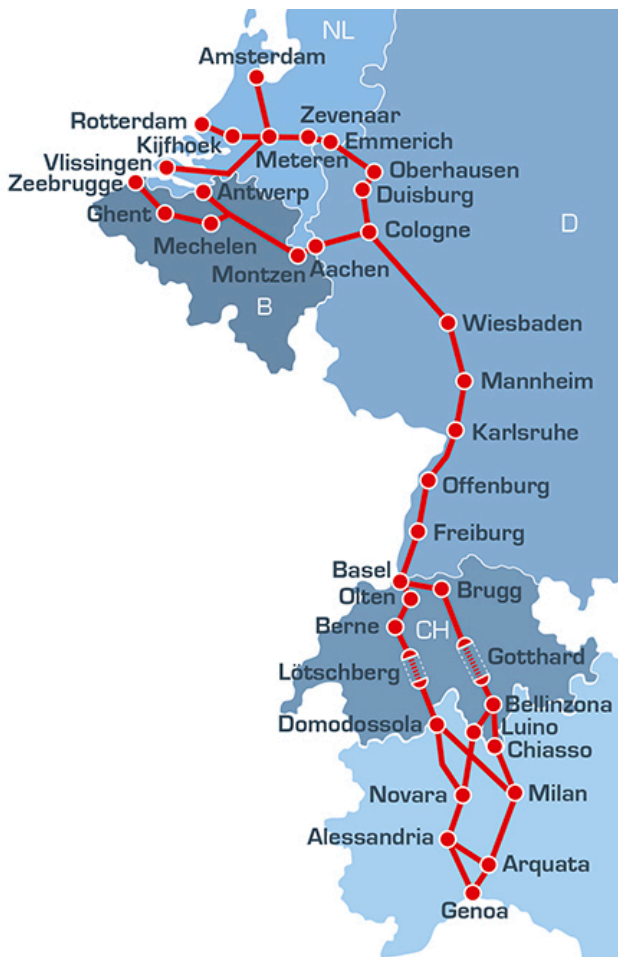 NL
Amsterdam
Rotterdam
Zevenaar
Kijfhoek
Meteren
Emmerich
Vlissingen
Oberhausen
Zeebrugge
Antwerp
Duisburg
Ghent
Cologne
D
Mechelen
Montzen
Aachen
B
Wiesbaden
Mannheim
Karlsruhe
Offenburg
Freiburg
Basel
Brugg
Olten
Berne
CH
Gotthard
Lötschberg
Bellinzona
Domodossola
Luino
Chiasso
Novara
Milan
Alessandria
Arquata
Genoa